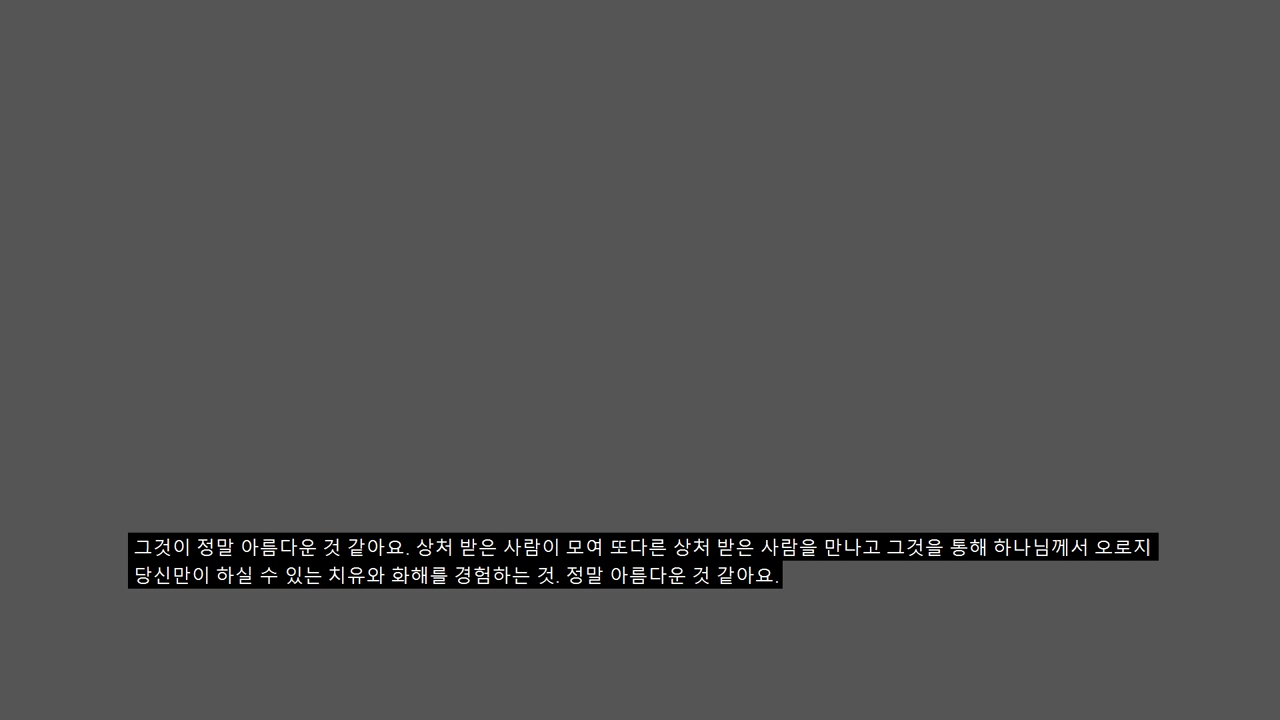 그것이 정말 아름다운 것 같아요. 상처 받은 사람이 모여 또다른 상처 받은 사람을 만나고 그것을 통해 하나님께서 오로지
당신만이 하실 수 있는 치유와 화해를 경험하는 것. 정말 아름다운 것 같아요.